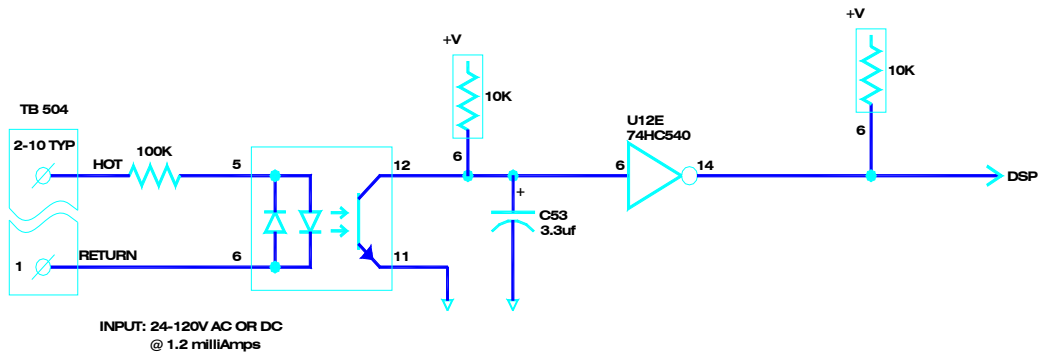 +V
10K
6
+V
10K
6
TB 504
2-10 TYP
HOT
100K
5
12
U12E
74HC540
6
14
DSP
+
C53
3.3uf
1
RETURN
6
11
INPUT: 24-120V AC OR DC
@ 1.2 milliAmps